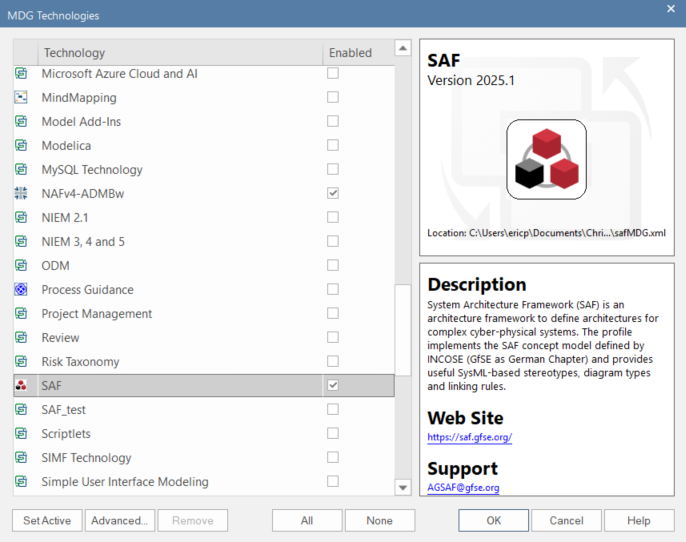 MDG Technologies
Technology Enabled
Microsoft Azure Cloud and AI
MindMapping
Model Add-Ins
Modelica
MySQL Technology
NAFv4-ADMBw
NIEM 2.1
NIEM 3, 4 and 5
ODM
Process Guidance
Project Management
Review
Risk Taxonomy
SAF
SAF_test
Scriptlets
SIMF Technology
Simple User Interface Modeling
SAF
Version 2025.1
Location: C:\Users\ericp\Documents\Chri...\safMDG.xml
Description
System Architecture Framework (SAF) is an
architecture framework to define architectures for
complex cyber-physical systems. The profile
implements the SAF concept model defined by
INCOSE (GfSE as German Chapter) and provides
useful SysML-based stereotypes, diagram types
and linking rules.
Web Site
https://saf.gfse.org/
Support
AGSAF@gfse.org
Set Active Advanced... Remove All None OK Cancel Help